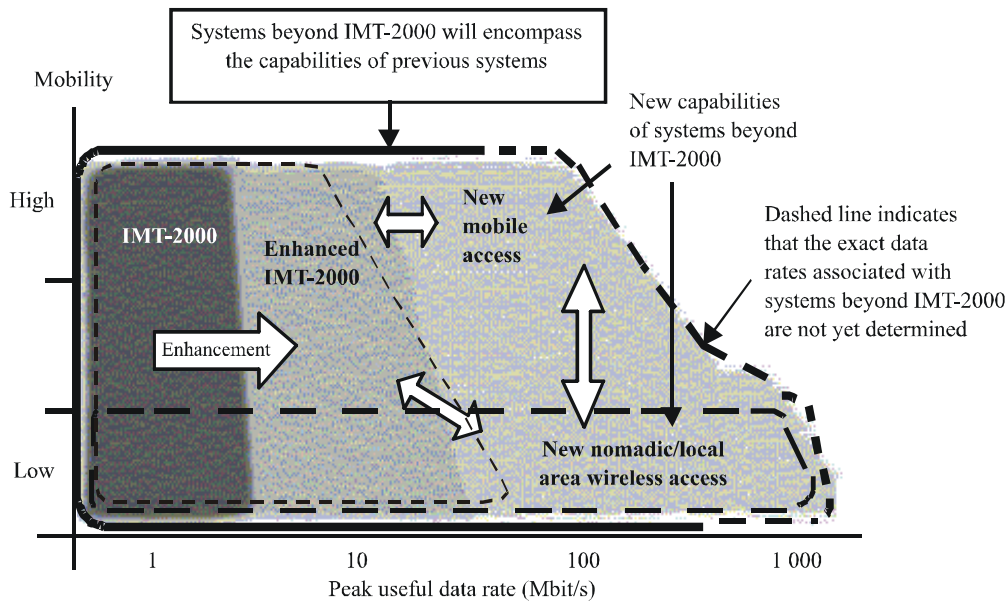 Systems beyond IMT-2000 will encompass
the capabilities of previous systems
Mobility
New capabilities
of systems beyond
IMT-2000
High
IMT-2000
Enhanced
IMT-2000
New
mobile
access
Dashed line indicates
that the exact data
rates associated with
systems beyond IMT-2000
are not yet determined
Enhancement
Low
New nomadic/local
area wireless access
1
10
100
1 000
Peak useful data rate (Mbit/s)